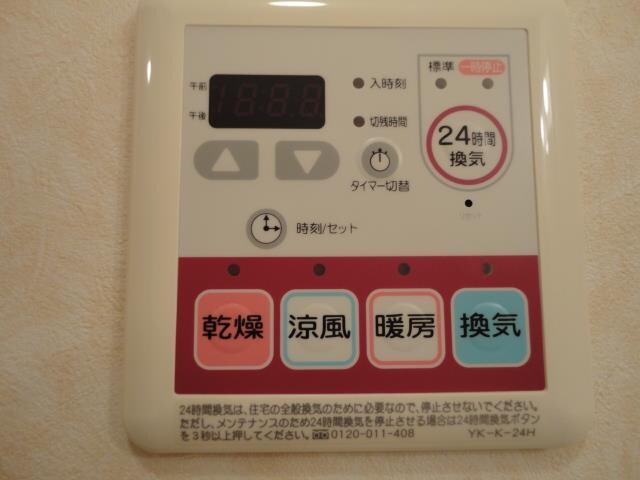 標準 一時停止
午前 18:88 入時刻
午後 切残時間
24時間
換気
タイマー切替
リセット
時刻/セット
乾燥 涼風 暖房 換気
24時間換気は、住宅の全般換気のために必要なので、停止させないでください。
ただし、メンテナンスのため24時間換気を停止させる場合は24時間換気ボタン
を3秒以上押してください。 0120-011-408 YK-K-24H